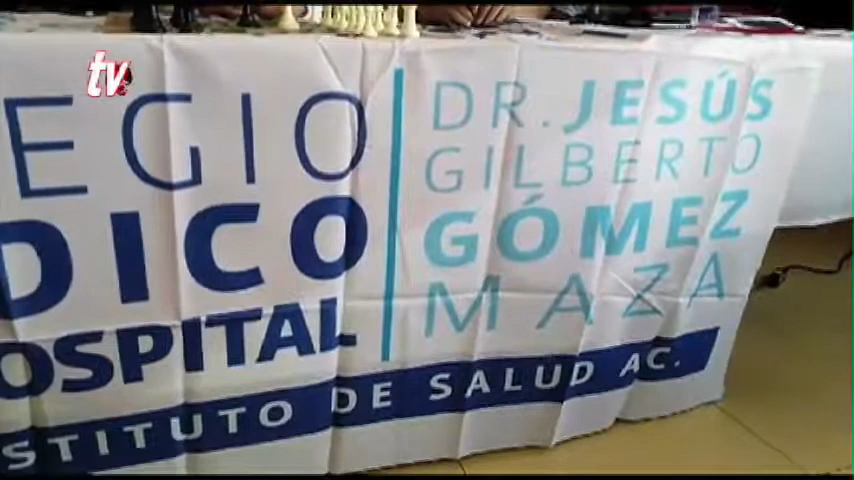 tv
EGIO
DICO
OSPITAL
DR. JESÚS
GILBERTO
GÓMEZ
MAZA
STITUTO DE SALUD AC.